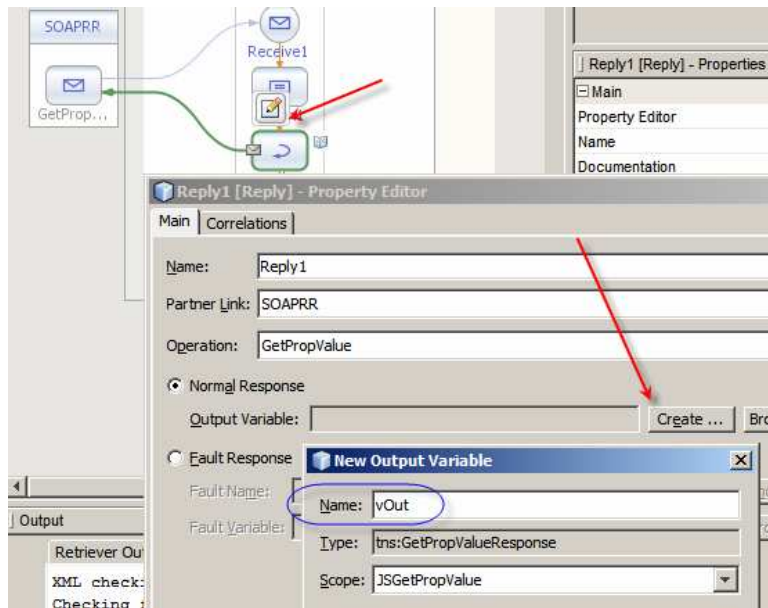 SOAPRR
Receive1
GetProp...
Reply1 [Reply] - Properties
Main
Property Editor
Name
Documentation
Reply1 [Reply] - Property Editor
Main
Correlations
Name: Reply1
Partner Link: SOAPRR
Operation: GetPropValue
Normal Response
Output Variable:
Create ...
Fault Response
Fault Name:
Fault Variable:
New Output Variable
Name: vOut
Type: tns:GetPropValueResponse
Scope: JSGetPropValue
Output
Retriever
XML check
Checking